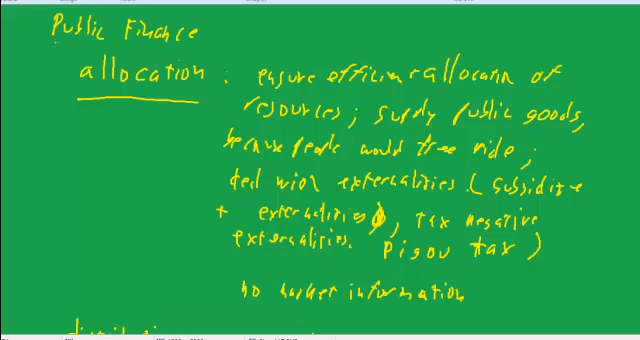 Public Finance
allocation : ensure efficient allocation of
resources; supply public goods,
because people would free ride;
deal with externalities. (subsidize
+ externalities, tax negative
externalities. Pigou tax)
no market information